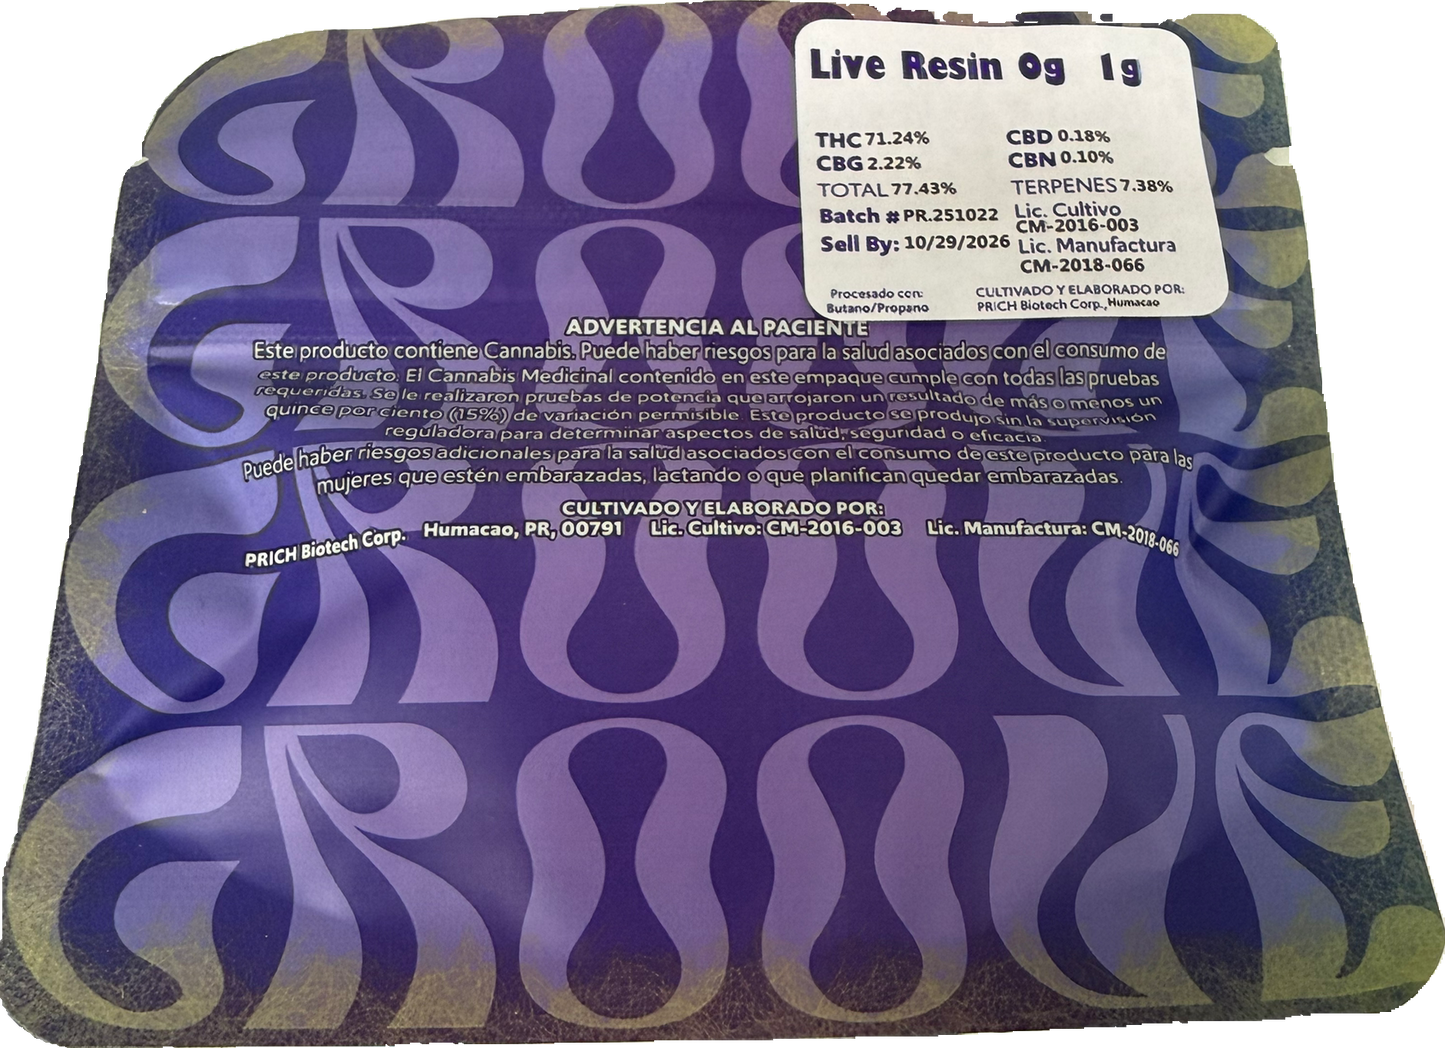 Live Resin Og 1g
THC 71.24% CBD 0.18%
CBG 2.22% CBN 0.10%
TOTAL 77.43% TERPENES 7.38%
Batch # PR.251022 Lic. Cultivo
CM-2016-003
Sell By: 10/29/2026 Lic. Manufactura
CM-2018-066
Procesado con: CULTIVADO Y ELABORADO POR:
Butano/Propano PRICH Biotech Corp., Humacao
ADVERTENCIA AL PACIENTE
Este producto contiene Cannabis. Puede haber riesgos para la salud asociados con el consumo de
este producto. El Cannabis Medicinal contenido en este empaque cumple con todas las pruebas
requeridas. Se le realizaron pruebas de potencia que arrojaron un resultado de más o menos un
quince por ciento (15%) de variación permisible. Este producto se produjo sin la supervisión
reguladora para determinar aspectos de salud, seguridad o eficacia.
Puede haber riesgos adicionales para la salud asociados con el consumo de este producto para las
mujeres que estén embarazadas, lactando o que planifican quedar embarazadas.
CULTIVADO Y ELABORADO POR:
PRICH Biotech Corp. Humacao, PR, 00791 Lic. Cultivo: CM-2016-003 Lic. Manufactura: CM-2018-066